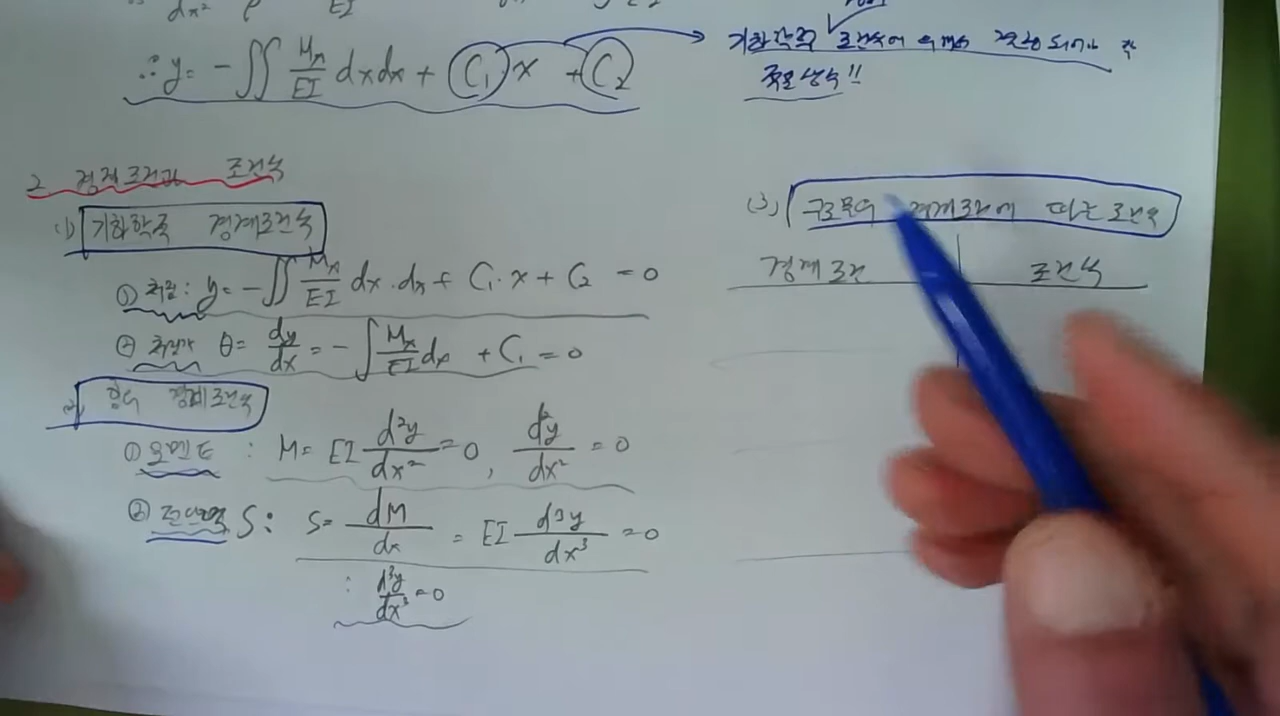 dx² ρ EI
∴ y = - ∬ Mx/EI dxdx + C₁ x + C₂
기하학적 조건식에 의해 결정되어야 할
적분상수!!
2 경계조건과 조건식
(1) 기하학적 경계조건식
① 처짐: y = - ∬ Mx/EI dx·dx + C₁·x + C₂ = 0
② 처짐각 θ = dy/dx = - ∫ Mx/EI dx + C₁ = 0
(2) 힘의 경계조건식
① 모멘트 : M = EI d²y/dx² = 0, d²y/dx² = 0
② 전단력 S: S = dM/dx = EI d³y/dx³ = 0
: d³y/dx³ = 0
(3) 구조물의 경계조건에 따른 조건식
경계조건 조건식